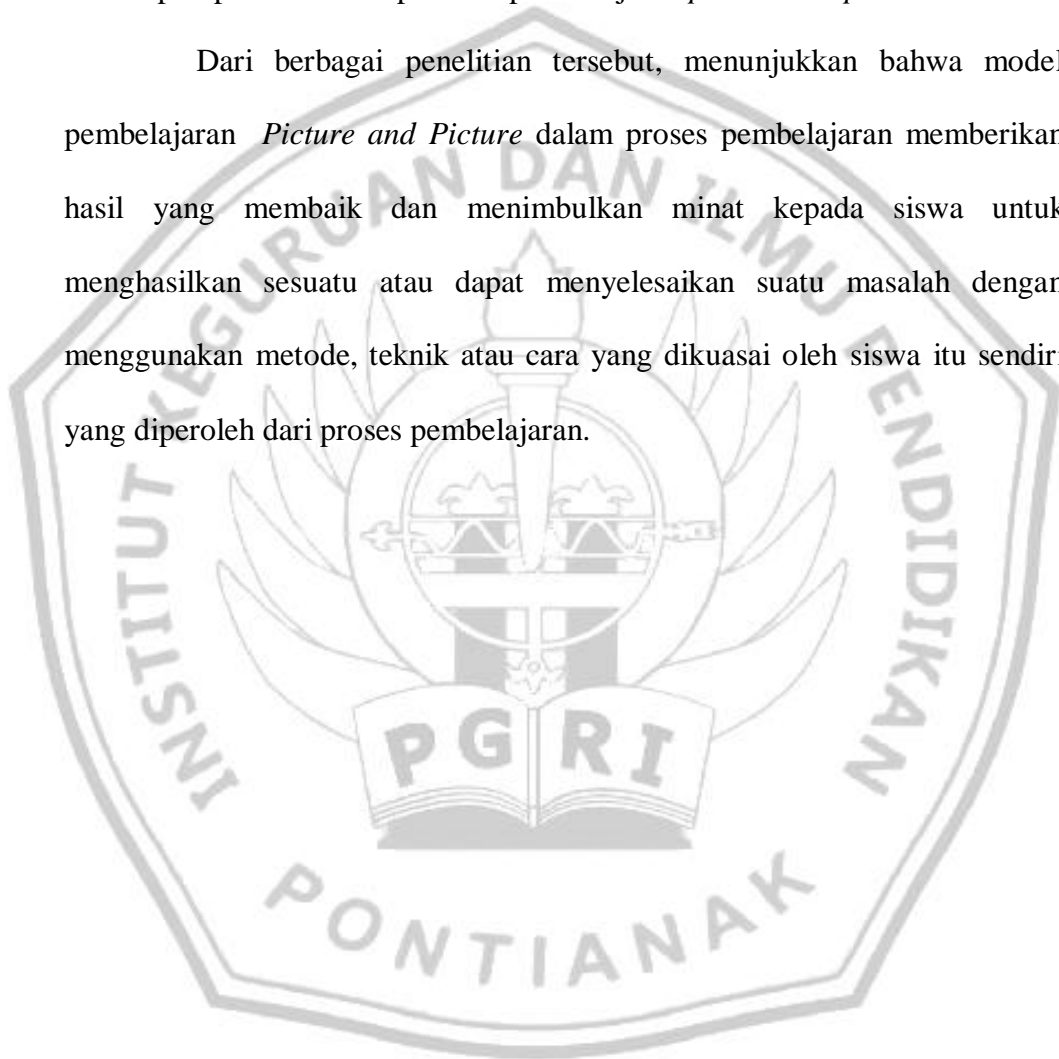 Dari berbagai penelitian tersebut, menunjukkan bahwa model
pembelajaran Picture and Picture dalam proses pembelajaran memberikan
hasil yang membaik dan menimbulkan minat kepada siswa untuk
menghasilkan sesuatu atau dapat menyelesaikan suatu masalah dengan
menggunakan metode, teknik atau cara yang dikuasai oleh siswa itu sendiri
yang diperoleh dari proses pembelajaran.
INSTITUT KEGURUAN DAN ILMU PENDIDIKAN
PGRI
PONTIANAK